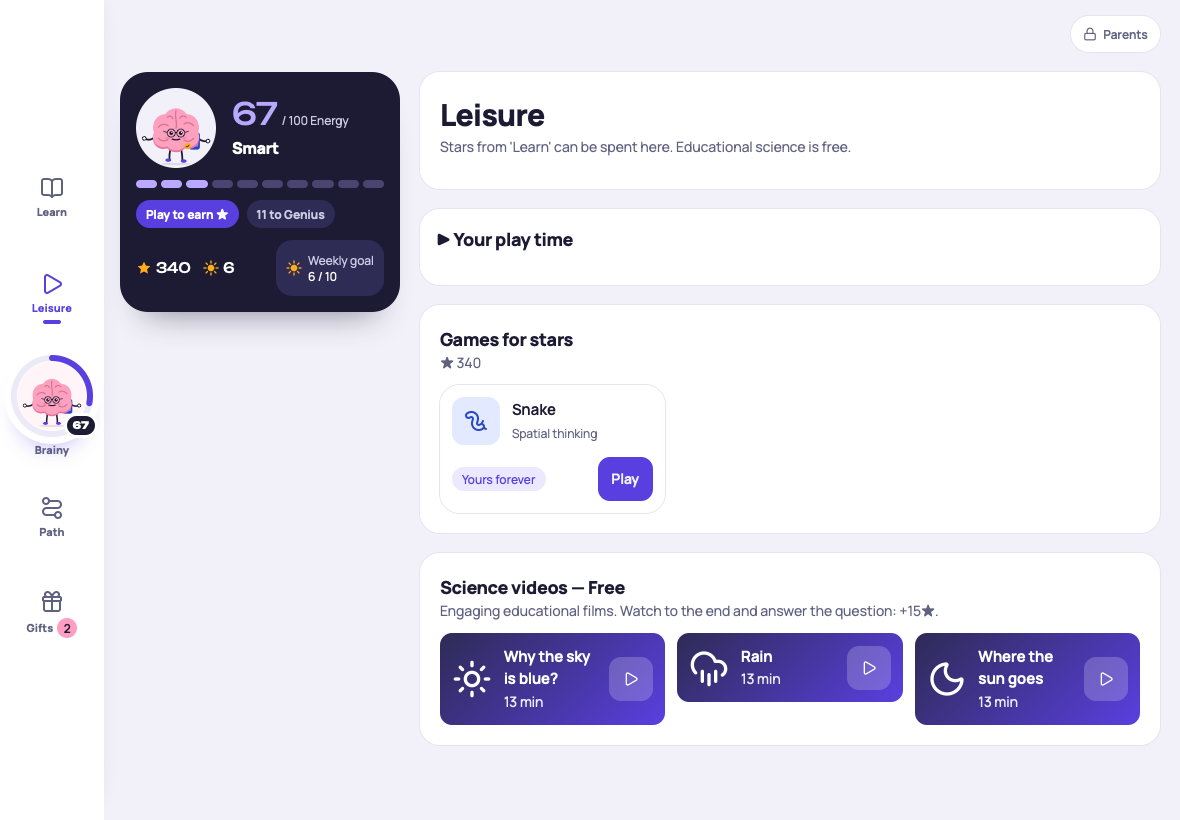 Parents
67 / 100 Energy
Smart
Play to earn ★
11 to Genius
340
6
Weekly goal
6 / 10
Learn
Leisure
67
Brainy
Path
Gifts 2
Leisure
Stars from 'Learn' can be spent here. Educational science is free.
Your play time
Games for stars
★ 340
Snake
Spatial thinking
Yours forever
Play
Science videos — Free
Engaging educational films. Watch to the end and answer the question: +15★.
Why the sky
is blue?
13 min
Rain
13 min
Where the
sun goes
13 min